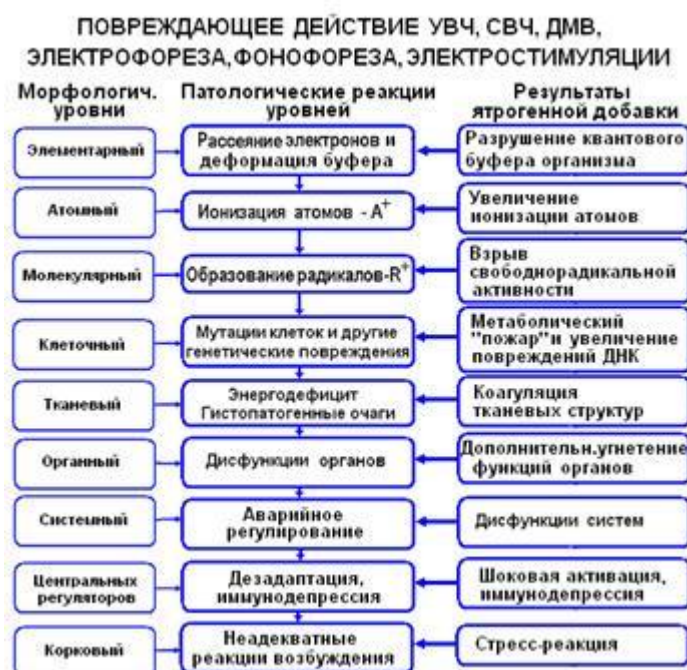 ПОВРЕЖДАЮЩЕЕ ДЕЙСТВИЕ УВЧ, СВЧ, ДМВ,
ЭЛЕКТРОФОРЕЗА, ФОНОФОРЕЗА, ЭЛЕКТРОСТИМУЛЯЦИИ
Морфологич.
уровни
Патологические реакции
уровней
Результаты
ятрогенной добавки
Элементарный
Рассеяние электронов и
деформация буфера
Разрушение квантового
буфера организма
Атомный
Ионизация атомов - А⁺
Увеличение
ионизации атомов
Молекулярный
Образование радикалов-R⁺
Взрыв
свободнорадикальной
активности
Клеточный
Мутации клеток и другие
генетические повреждения
Метаболический
"пожар" и увеличение
повреждений ДНК
Тканевый
Энергодефицит
Гистопатогенные очаги
Коагуляция
тканевых структур
Органный
Дисфункции органов
Дополнительн.угнетение
функций органов
Системный
Аварийное
регулирование
Дисфункции систем
Центральных
регуляторов
Дезадаптация,
иммунодепрессия
Шоковая активация,
иммунодепрессия
Корковый
Неадекватные
реакции возбуждения
Стресс-реакция